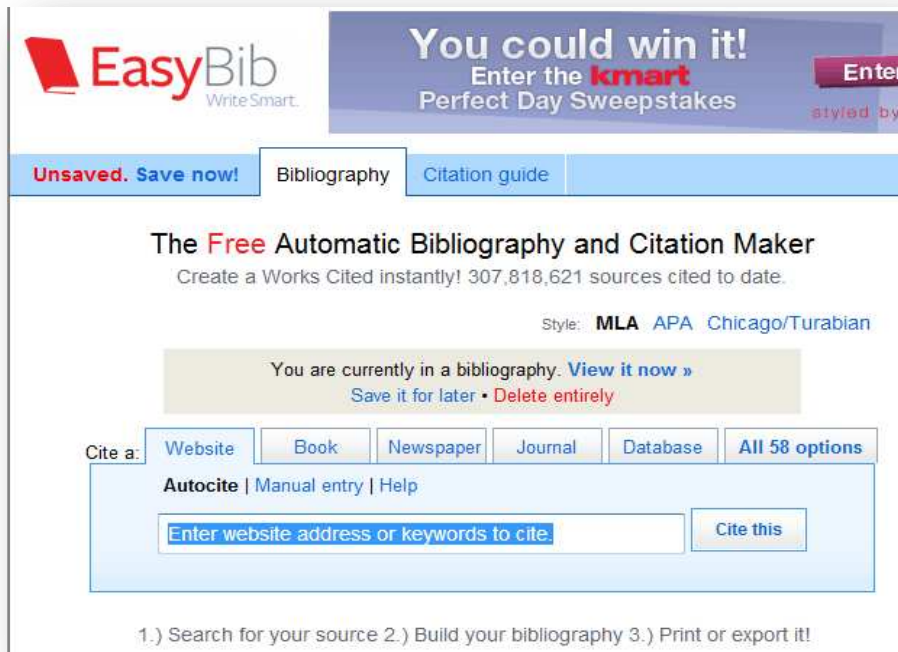 EasyBib
Write Smart.
You could win it!
Enter the kmart
Perfect Day Sweepstakes
Enter
styled by
Unsaved. Save now! Bibliography Citation guide
The Free Automatic Bibliography and Citation Maker
Create a Works Cited instantly! 307,818,621 sources cited to date.
Style: MLA APA Chicago/Turabian
You are currently in a bibliography. View it now »
Save it for later • Delete entirely
Cite a: Website Book Newspaper Journal Database All 58 options
Autocite | Manual entry | Help
Enter website address or keywords to cite. Cite this
1.) Search for your source 2.) Build your bibliography 3.) Print or export it!